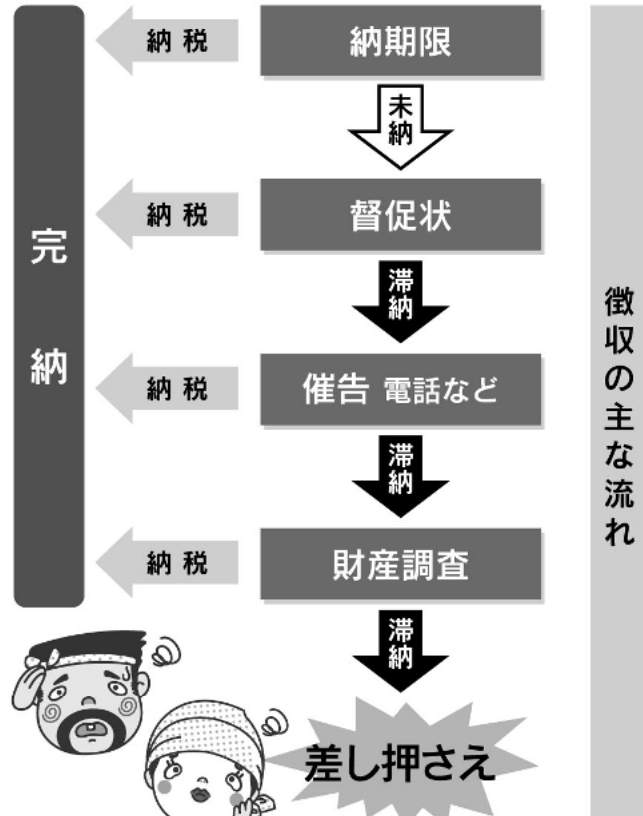 納税
納期限
未納
納税
督促状
滞納
納税
催告 電話など
滞納
納税
財産調査
滞納
差し押さえ
完納
徴収の主な流れ